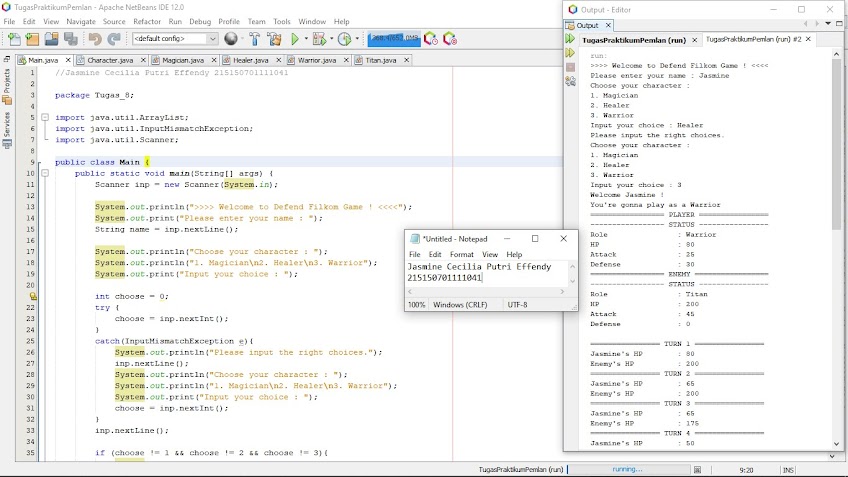 TugasPraktikumPemlan - Apache NetBeans IDE 12.0
File Edit View Navigate Source Refactor Run Debug Profile Team Tools Window Help
<default config>
Main.java Character.java Magician.java Healer.java Warrior.java Titan.java
Projects
Services
1 //Jasmine Cecilia Putri Effendy 215150701111041
2
3 package Tugas_8;
4
5 import java.util.ArrayList;
6 import java.util.InputMismatchException;
7 import java.util.Scanner;
8
9 public class Main {
10 public static void main(String[] args) {
11 Scanner inp = new Scanner(System.in);
12
13 System.out.println(">>>> Welcome to Defend Filkom Game ! <<<<");
14 System.out.print("Please enter your name : ");
15 String name = inp.nextLine();
16
17 System.out.println("Choose your character : ");
18 System.out.println("1. Magician\n2. Healer\n3. Warrior");
19 System.out.print("Input your choice : ");
int choose = 0;
21 try {
22 choose = inp.nextInt();
24 }
25 catch(InputMismatchException e){
26 System.out.println("Please input the right choices.");
27 inp.nextLine();
28 System.out.println("Choose your character : ");
29 System.out.println("1. Magician\n2. Healer\n3. Warrior");
30 System.out.print("Input your choice : ");
31 choose = inp.nextInt();
32 }
33 inp.nextLine();
34
35 if (choose != 1 && choose != 2 && choose != 3){
*Untitled - Notepad
File Edit Format View Help
Jasmine Cecilia Putri Effendy
215150701111041
100% Windows (CRLF) UTF-8
Output - Editor
Output
TugasPraktikumPemlan (run) TugasPraktikumPemlan (run) #2
run:
>>>> Welcome to Defend Filkom Game ! <<<<
Please enter your name : Jasmine
Choose your character :
1. Magician
2. Healer
3. Warrior
Input your choice : Healer
Please input the right choices.
Choose your character :
1. Magician
2. Healer
3. Warrior
Input your choice : 3
Welcome Jasmine !
You're gonna play as a Warrior
================== PLAYER ==================
------------------ STATUS ------------------
Role : Warrior
HP : 80
Attack : 25
Defense : 30
================== ENEMY ==================
------------------ STATUS ------------------
Role : Titan
HP : 200
Attack : 45
Defense : 0
================== TURN 1 ==================
Jasmine's HP : 80
Enemy's HP : 200
================== TURN 2 ==================
Jasmine's HP : 65
Enemy's HP : 200
================== TURN 3 ==================
Jasmine's HP : 65
Enemy's HP : 175
================== TURN 4 ==================
Jasmine's HP : 50
TugasPraktikumPemlan (run) running... 9:20 INS